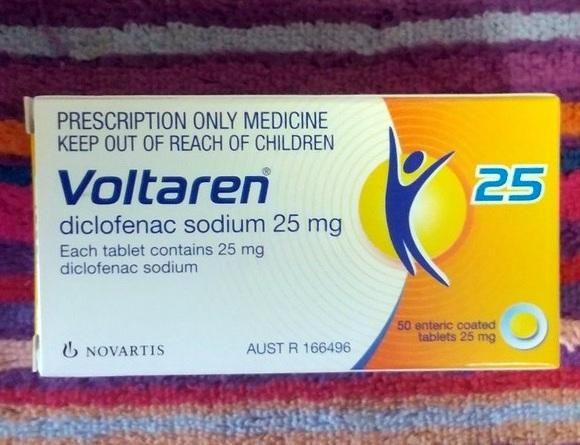 PRESCRIPTION ONLY MEDICINE
KEEP OUT OF REACH OF CHILDREN
Voltaren®
25
diclofenac sodium 25 mg
Each tablet contains 25 mg
diclofenac sodium
50 enteric coated
tablets 25 mg
NOVARTIS
AUST R 166496